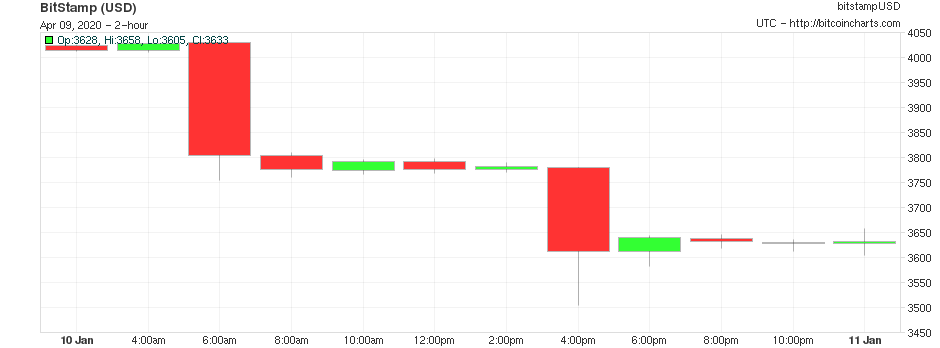 BitStamp (USD)
bitstampUSD
Apr 09, 2020 - 2-hour
UTC - http://bitcoincharts.com
Op:3628, Hi:3658, Lo:3605, Cl:3633
4050
4000
3950
3900
3850
3800
3750
3700
3650
3600
3550
3500
3450
10 Jan 4:00am 6:00am 8:00am 10:00am 12:00pm 2:00pm 4:00pm 6:00pm 8:00pm 10:00pm 11 Jan